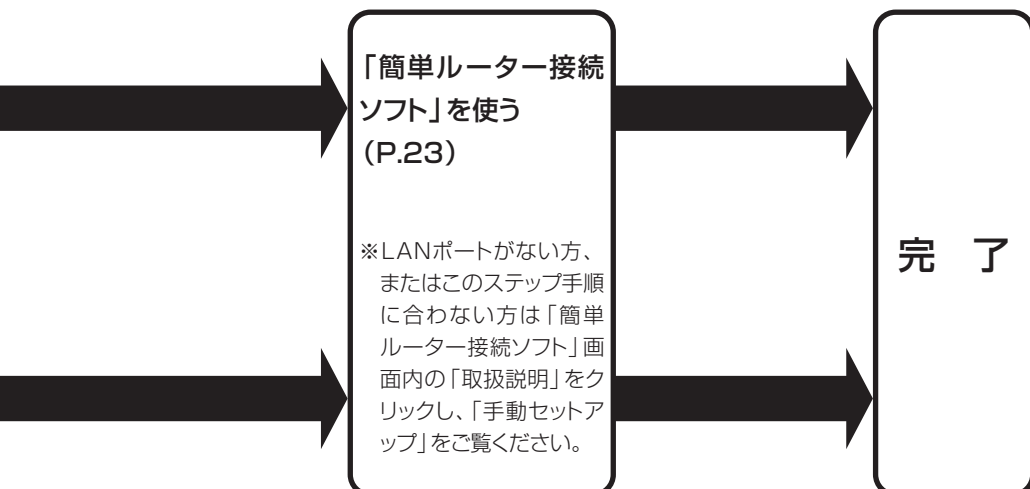 「簡単ルーター接続
ソフト」を使う
（P.23）
※LANポートがない方、
またはこのステップ手順
に合わない方は「簡単
ルーター接続ソフト」画
面内の「取扱説明」をク
リックし、「手動セットア
ップ」をご覧ください。
完　了